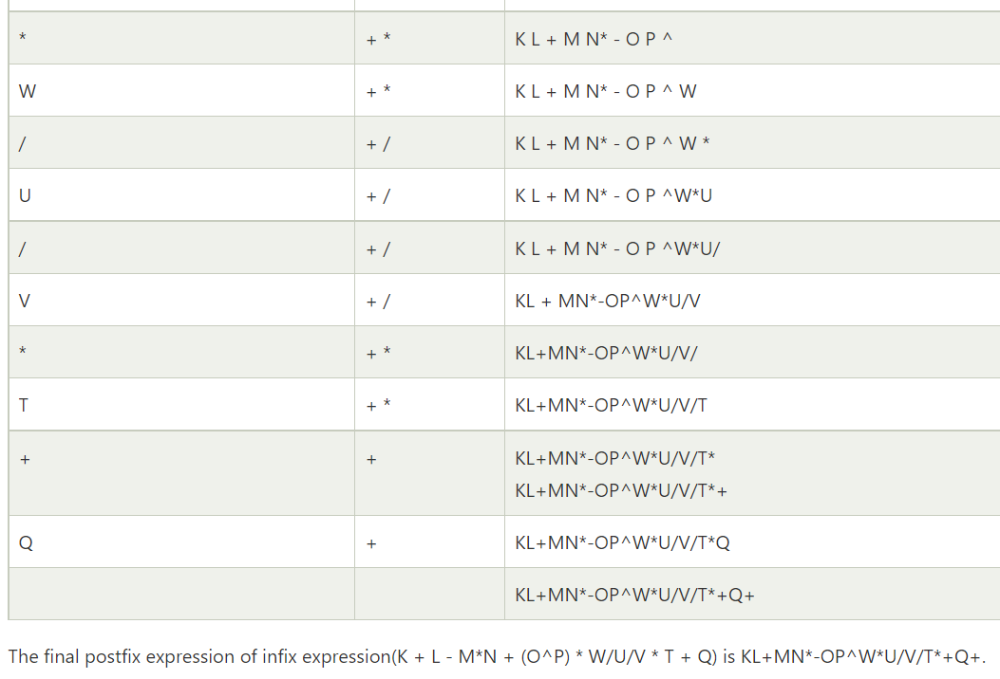 * + * K L + M N* - O P ^
W + * K L + M N* - O P ^ W
/ + / K L + M N* - O P ^ W *
U + / K L + M N* - O P ^W*U
/ + / K L + M N* - O P ^W*U/
V + / KL + MN*-OP^W*U/V
* + * KL+MN*-OP^W*U/V/
T + * KL+MN*-OP^W*U/V/T
+ + KL+MN*-OP^W*U/V/T*
KL+MN*-OP^W*U/V/T*+
Q + KL+MN*-OP^W*U/V/T*Q
KL+MN*-OP^W*U/V/T*+Q+
The final postfix expression of infix expression(K + L - M*N + (O^P) * W/U/V * T + Q) is KL+MN*-OP^W*U/V/T*+Q+.